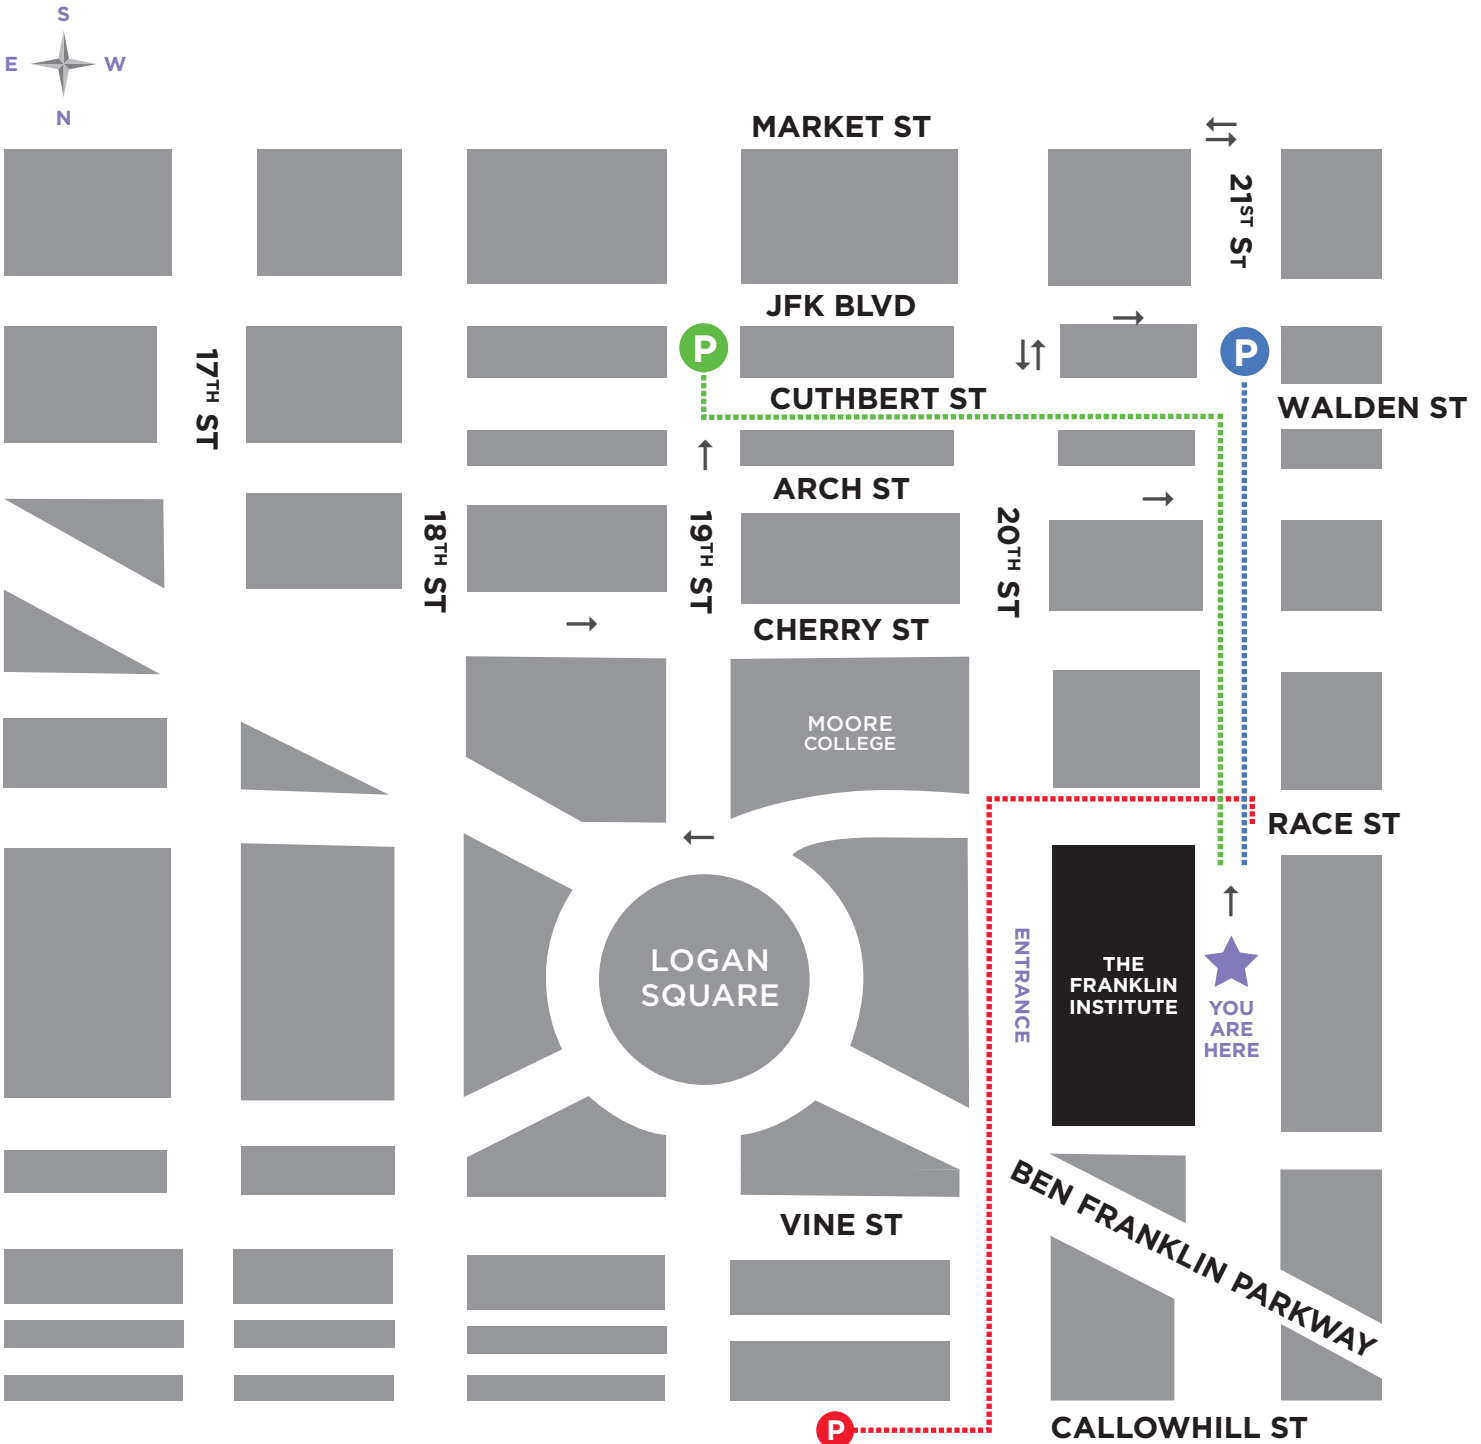 S
E W
N
MARKET ST
21ST ST
JFK BLVD
P
P
17TH ST
CUTHBERT ST
WALDEN ST
ARCH ST
18TH ST
19TH ST
20TH ST
CHERRY ST
MOORE
COLLEGE
RACE ST
LOGAN
SQUARE
ENTRANCE
THE
FRANKLIN
INSTITUTE
YOU
ARE
HERE
BEN FRANKLIN PARKWAY
VINE ST
P
CALLOWHILL ST